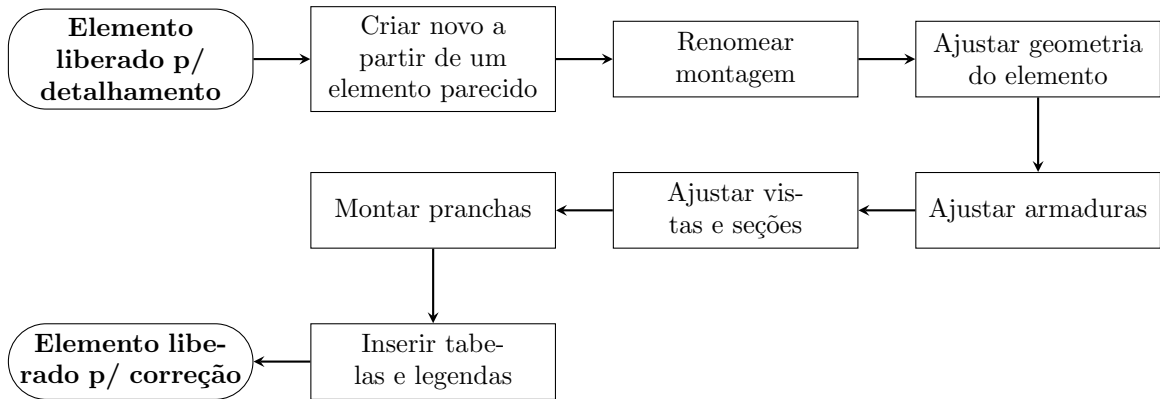 Elemento
liberado p/
detalhamento
Criar novo a
partir de um
elemento parecido
Renomear
montagem
Ajustar geometria
do elemento
Ajustar armaduras
Ajustar vis-
tas e seções
Montar pranchas
Inserir tabe-
las e legendas
Elemento libe-
rado p/ correção